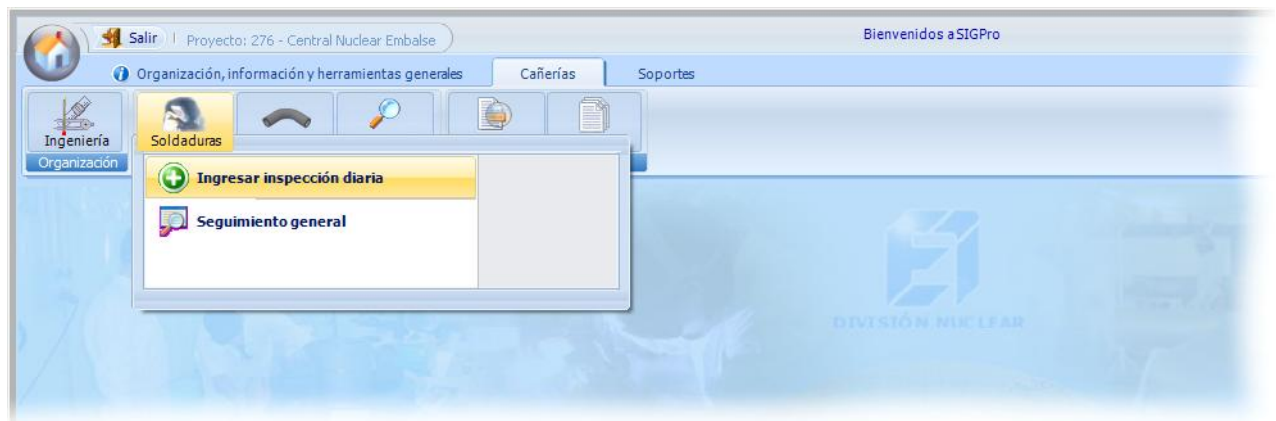 Salir
Proyecto: 276 - Central Nuclear Embalse
Bienvenidos a SIGPro
Organización, información y herramientas generales
Cañerías
Soportes
Ingeniería
Soldaduras
Organización
Ingresar inspección diaria
Seguimiento general
DIVISIÓN NUCLEAR